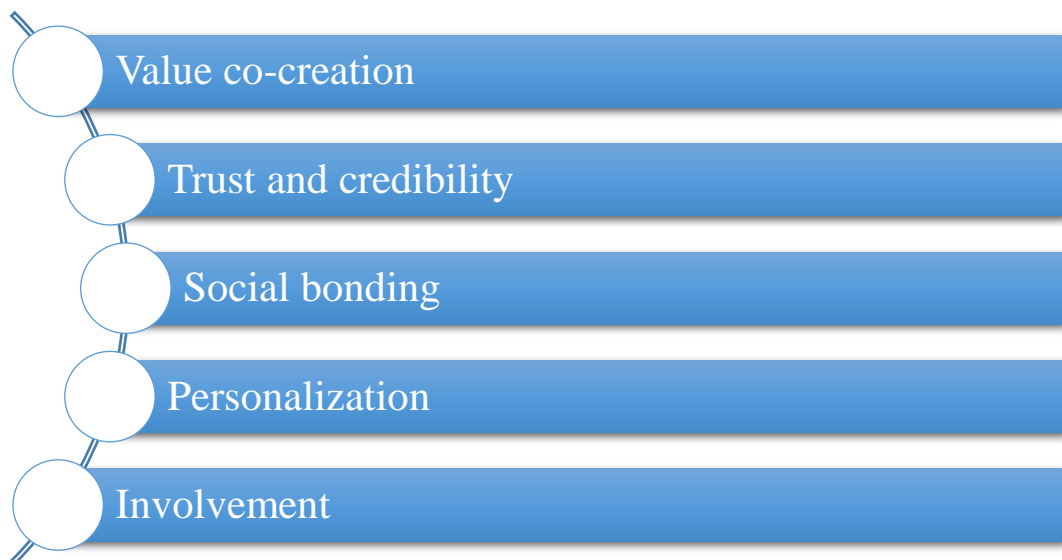 Value co-creation
Trust and credibility
Social bonding
Personalization
Involvement